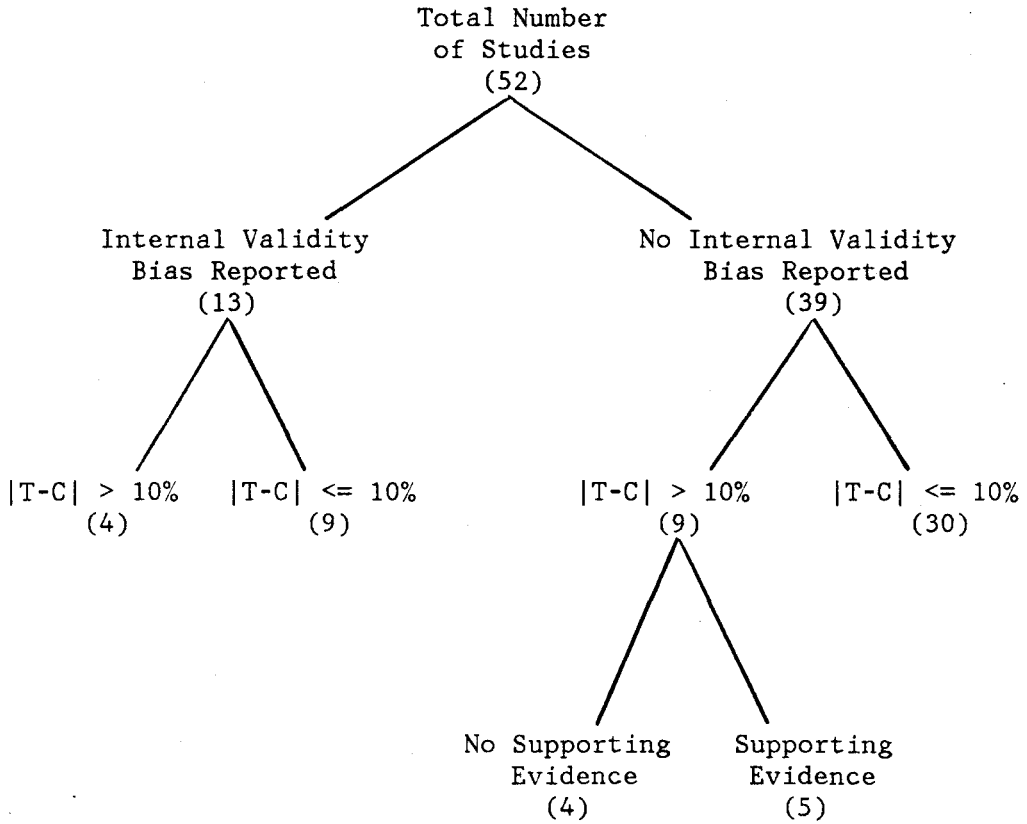 Total Number
of Studies
(52)
Internal Validity
Bias Reported
(13)
No Internal Validity
Bias Reported
(39)
|T-C| > 10%
(4)
|T-C| <= 10%
(9)
|T-C| > 10%
(9)
|T-C| <= 10%
(30)
No Supporting
Evidence
(4)
Supporting
Evidence
(5)